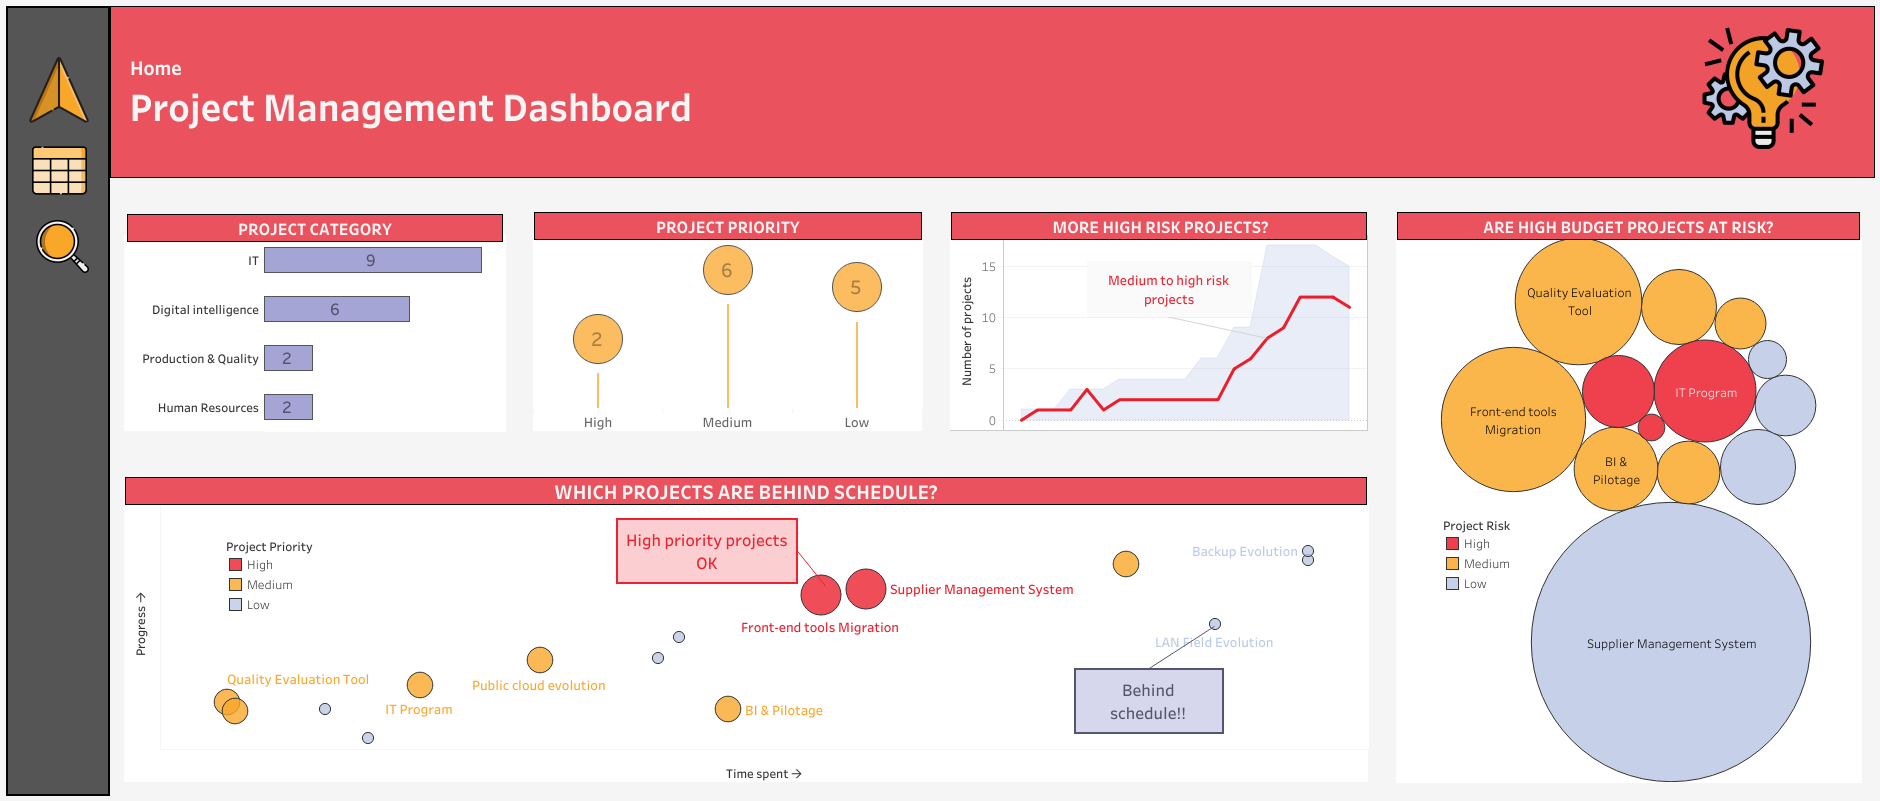 Home
Project Management Dashboard
PROJECT CATEGORY
IT
9
Digital intelligence
6
Production & Quality
2
Human Resources
2
PROJECT PRIORITY
2
6
5
High
Medium
Low
MORE HIGH RISK PROJECTS?
Number of projects
15
10
5
0
Medium to high risk
projects
ARE HIGH BUDGET PROJECTS AT RISK?
Quality Evaluation
Tool
IT Program
Front-end tools
Migration
BI &
Pilotage
Project Risk
High
Medium
Low
Supplier Management System
WHICH PROJECTS ARE BEHIND SCHEDULE?
Project Priority
High
Medium
Low
Progress →
High priority projects
OK
Backup Evolution
Supplier Management System
Front-end tools Migration
LAN Field Evolution
Quality Evaluation Tool
Public cloud evolution
IT Program
BI & Pilotage
Behind
schedule!!
Time spent →